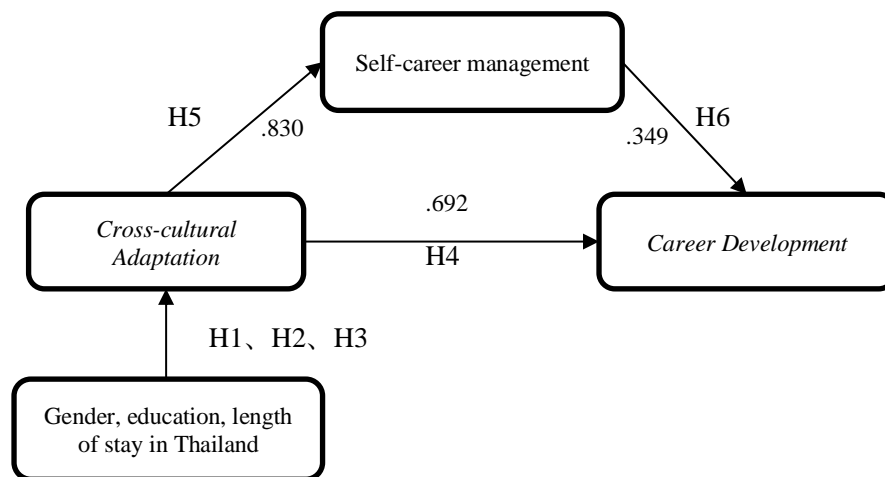 Self-career management
H5
.830
H6
.349
Cross-cultural
Adaptation
.692
H4
Career Development
H1、H2、H3
Gender, education, length
of stay in Thailand